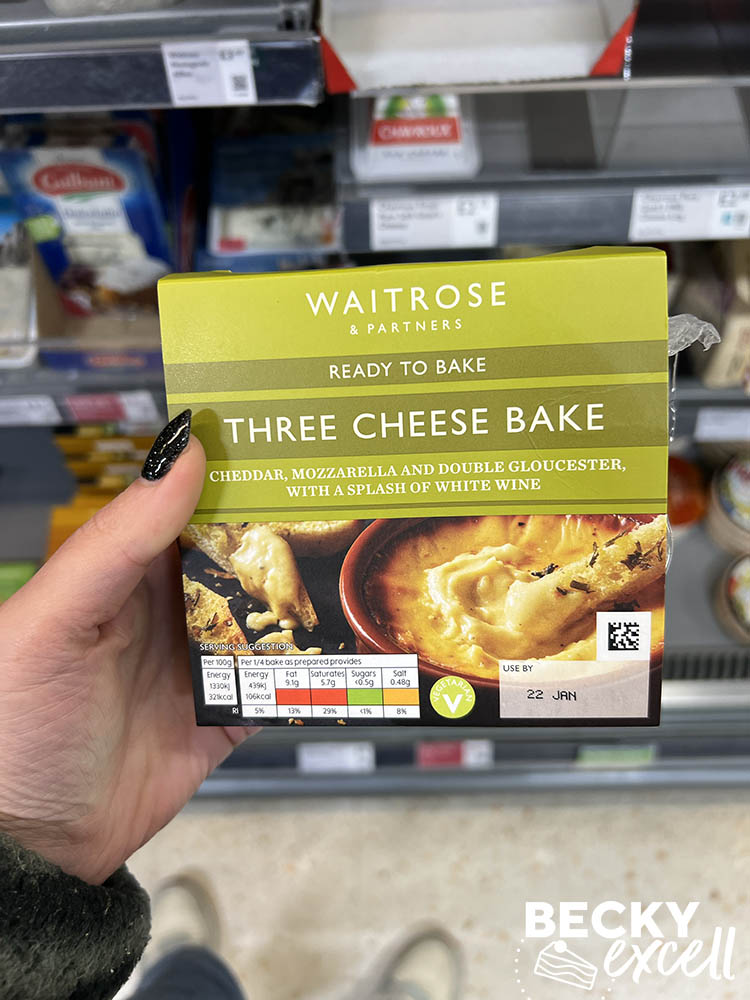 Galbani
WAITROSE
& PARTNERS
READY TO BAKE
THREE CHEESE BAKE
CHEDDAR, MOZZARELLA AND DOUBLE GLOUCESTER,
WITH A SPLASH OF WHITE WINE
SERVING SUGGESTION
Per 100g
Energy
1330kJ
321kcal
Per 1/4 bake as prepared provides
Energy Fat Saturates Sugars Salt
439kJ 9.1g 5.7g <0.5g 0.48g
106kcal
RI 5% 13% 29% <1% 8%
VEGETARIAN
V
USE BY
22 JAN
BECKY
excell